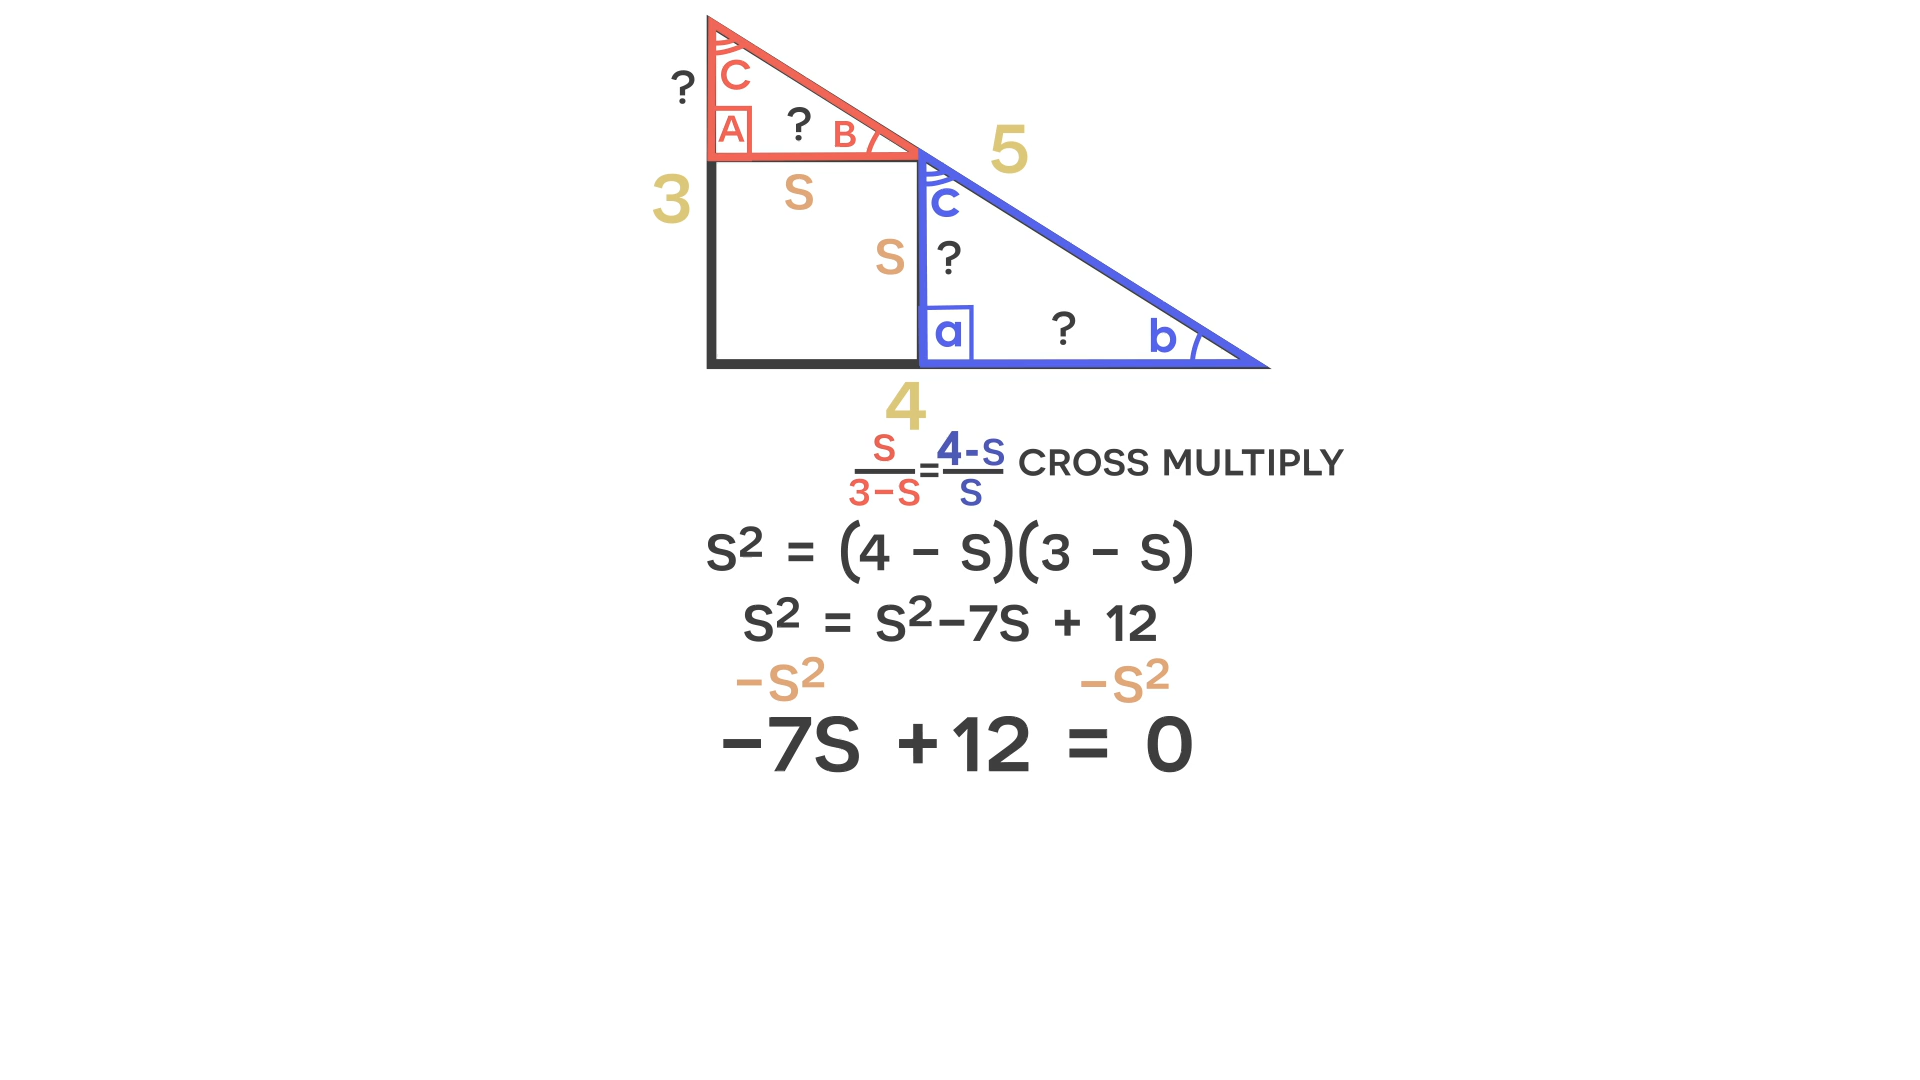 C
?
A ? B
5
3 S
C
S ?
a ? b
4
S/3-S = 4-S/S CROSS MULTIPLY
S² = (4 - S)(3 - S)
S² = S²-7S + 12
-S² -S²
-7S +12 = 0